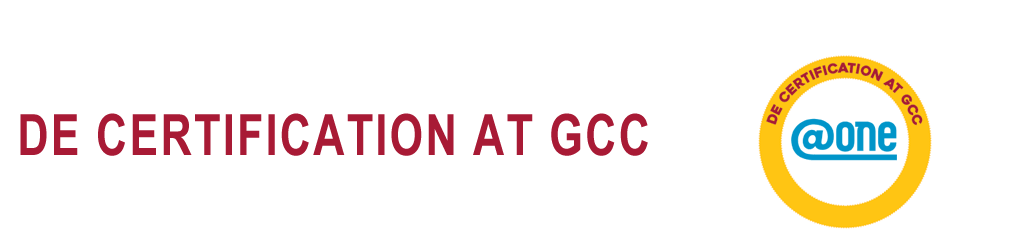 DE CERTIFICATION AT GCC
DE CERTIFICATION AT GCC
@one